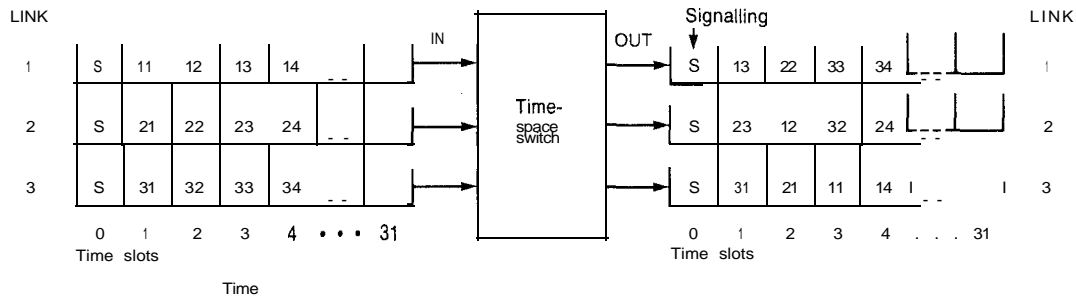 LINK Signalling LINK
IN OUT
1 S 11 12 13 14 -- S 13 22 33 34 -- 1
Time-
space
switch
2 S 21 22 23 24 -- S 23 12 32 24 -- 2
3 S 31 32 33 34 -- S 31 21 11 14 -- 3
0 1 2 3 4 • • • 31 0 1 2 3 4 . . . 31
Time slots Time slots
Time